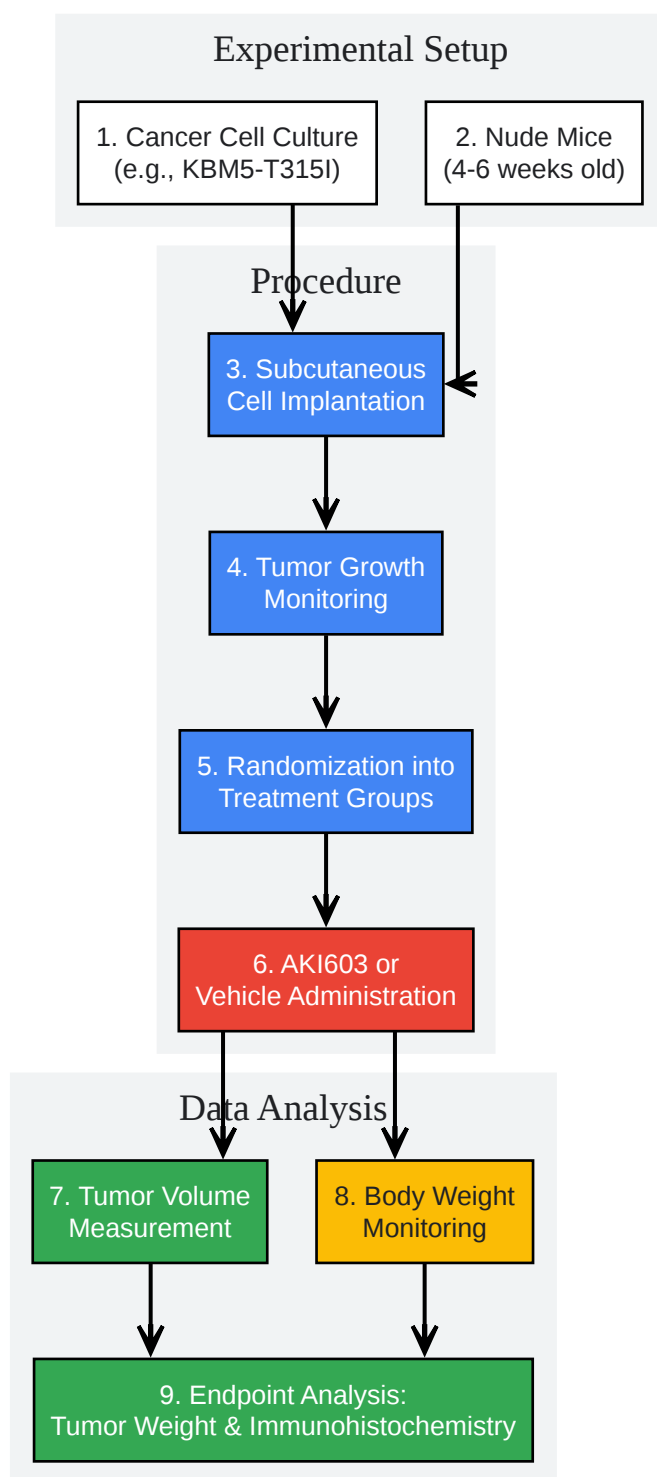 Experimental Setup
1. Cancer Cell Culture
(e.g., KBM5-T315I)
2. Nude Mice
(4-6 weeks old)
Procedure
3. Subcutaneous
Cell Implantation
4. Tumor Growth
Monitoring
5. Randomization into
Treatment Groups
6. AKI603 or
Vehicle Administration
Data Analysis
7. Tumor Volume
Measurement
8. Body Weight
Monitoring
9. Endpoint Analysis:
Tumor Weight & Immunohistochemistry